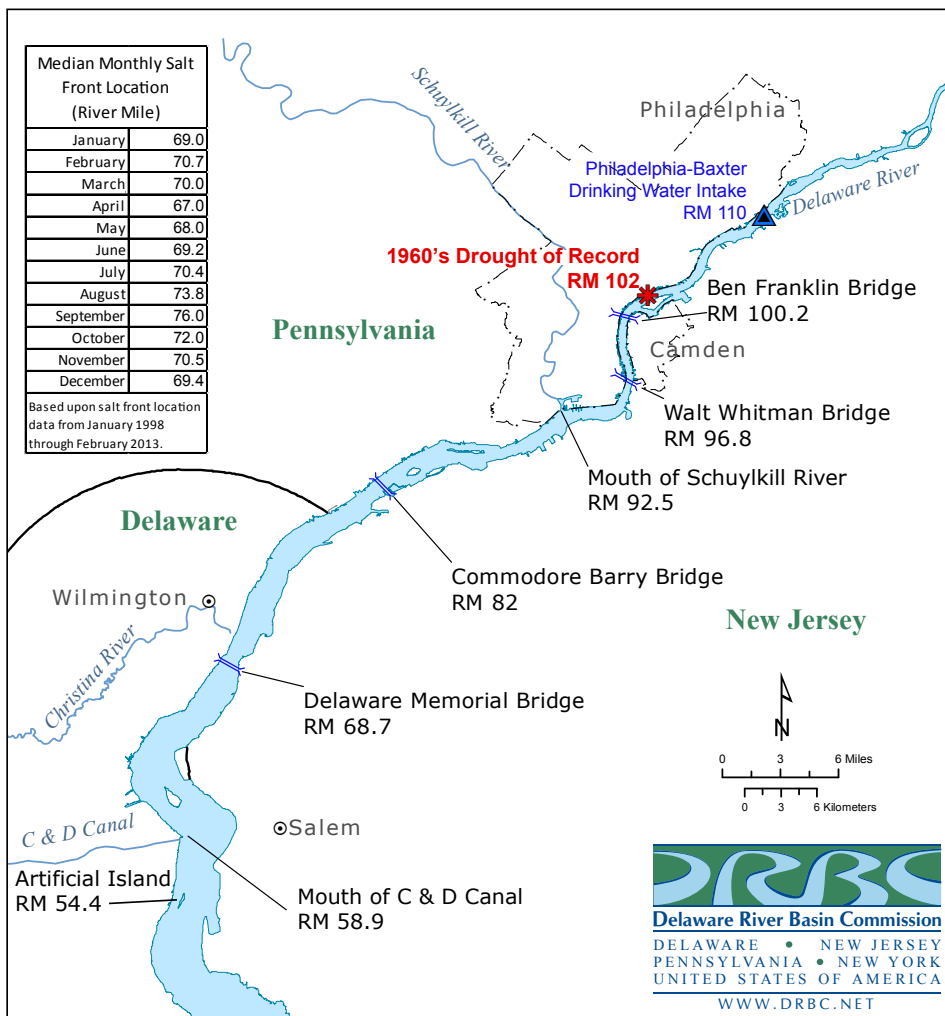 Median Monthly Salt
Front Location
(River Mile)
January 69.0
February 70.7
March 70.0
April 67.0
May 68.0
June 69.2
July 70.4
August 73.8
September 76.0
October 72.0
November 70.5
December 69.4
Based upon salt front location
data from January 1998
through February 2013.
Schuylkill River
Philadelphia
Philadelphia-Baxter
Drinking Water Intake
RM 110
Delaware River
1960's Drought of Record
RM 102
Ben Franklin Bridge
RM 100.2
Pennsylvania
Camden
Walt Whitman Bridge
RM 96.8
Mouth of Schuylkill River
RM 92.5
Delaware
Commodore Barry Bridge
RM 82
Wilmington
New Jersey
Christina River
Delaware Memorial Bridge
RM 68.7
N
0 3 6 Miles
0 3 6 Kilometers
Salem
C & D Canal
Artificial Island
RM 54.4
Mouth of C & D Canal
RM 58.9
DRBC
Delaware River Basin Commission
DELAWARE • NEW JERSEY
PENNSYLVANIA • NEW YORK
UNITED STATES OF AMERICA
WWW.DRBC.NET